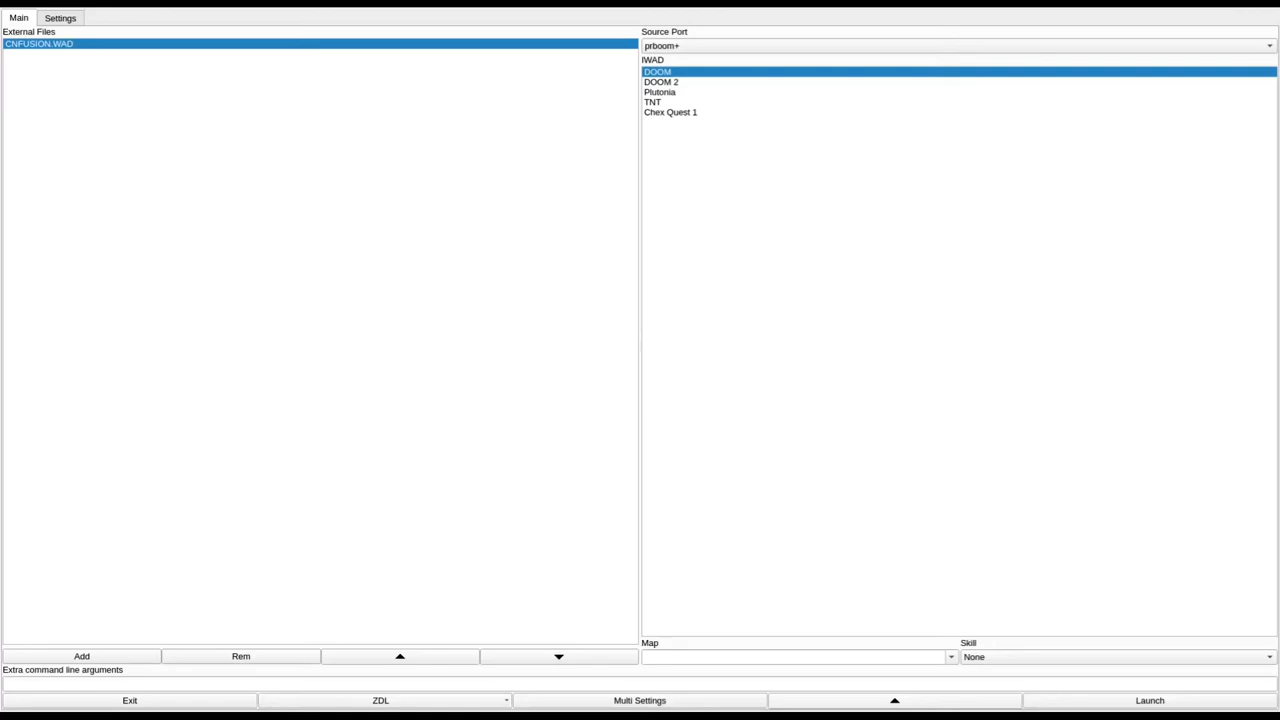 Main
Settings
External Files
CNFUSION.WAD
Source Port
prboom+
IWAD
DOOM
DOOM 2
Plutonia
TNT
Chex Quest 1
Map
Skill
None
Add
Rem
Extra command line arguments
Exit
ZDL
Multi Settings
Launch